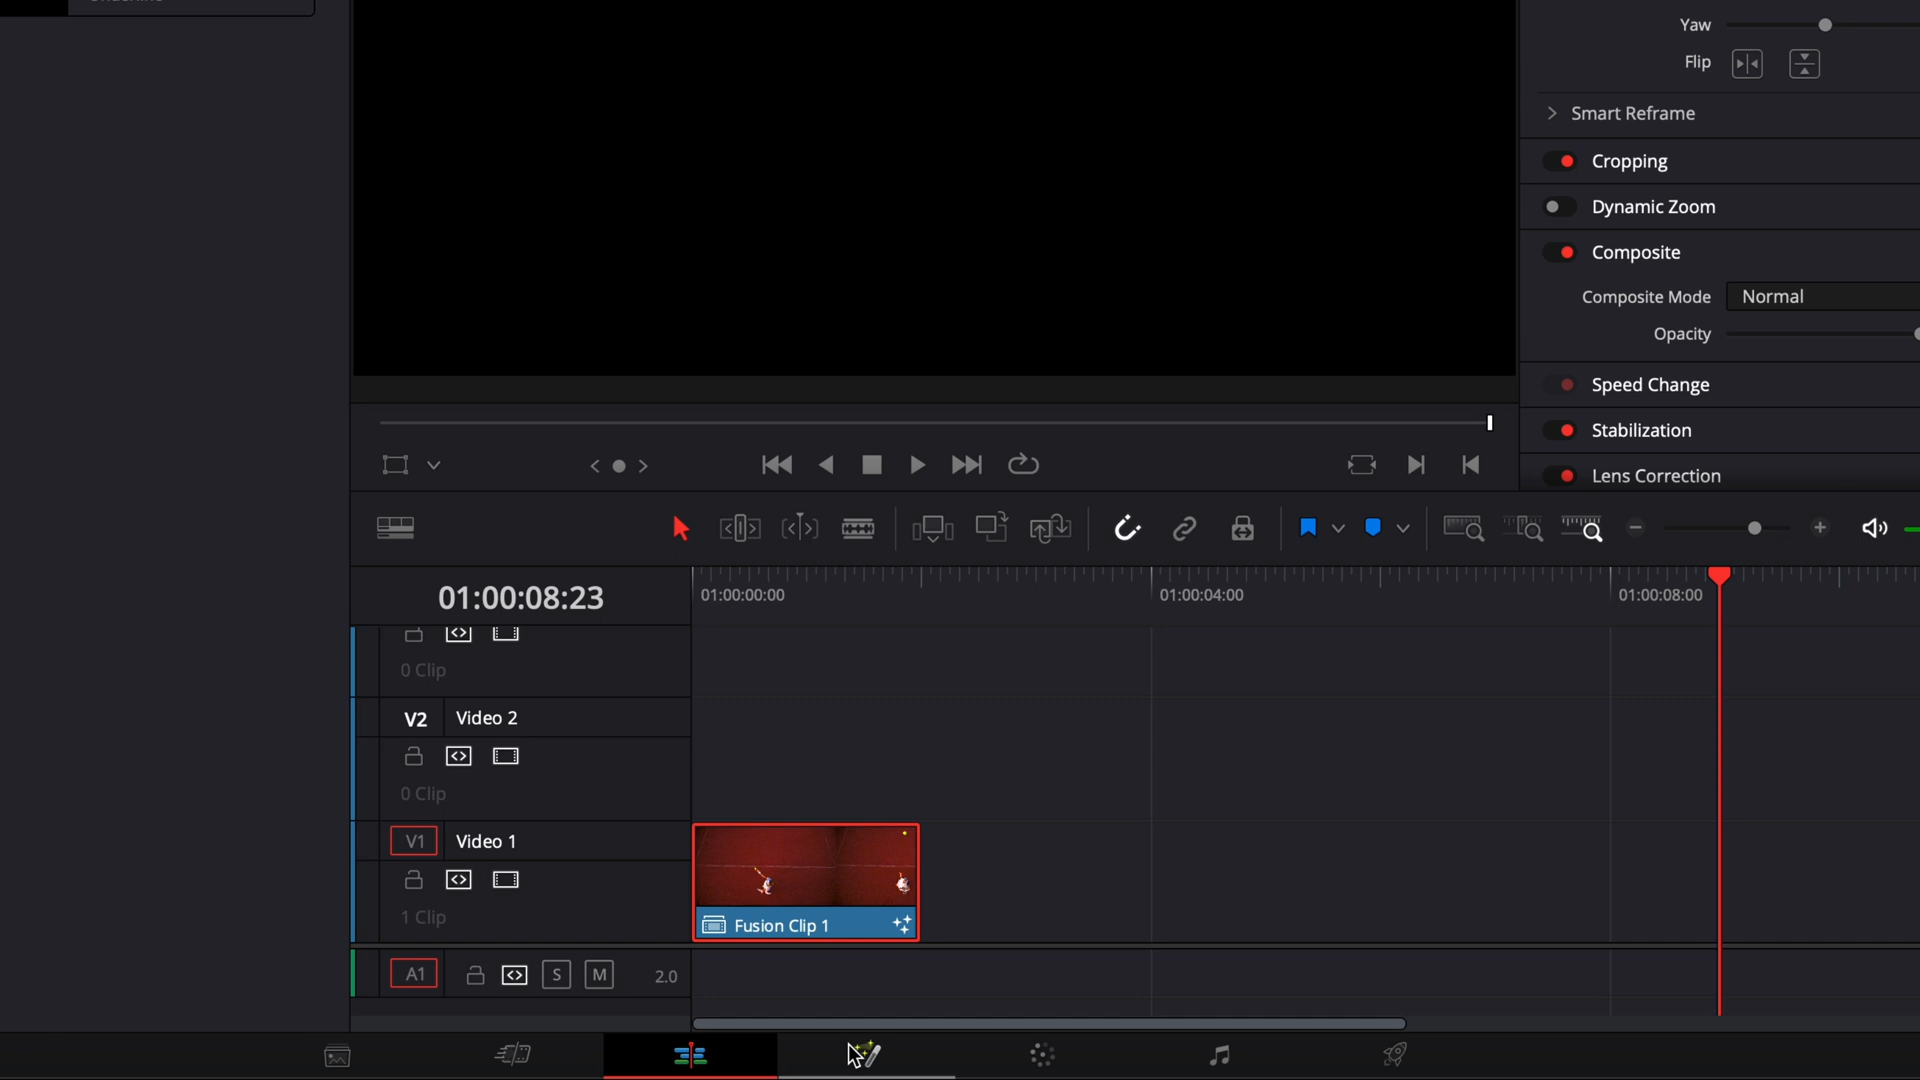 Yaw
Flip
Smart Reframe
Cropping
Dynamic Zoom
Composite
Composite Mode Normal
Opacity
Speed Change
Stabilization
Lens Correction
01:00:08:23
01:00:00:00 01:00:04:00 01:00:08:00
0 Clip
V2 Video 2
0 Clip
V1 Video 1
1 Clip
Fusion Clip 1
A1 S M 2.0